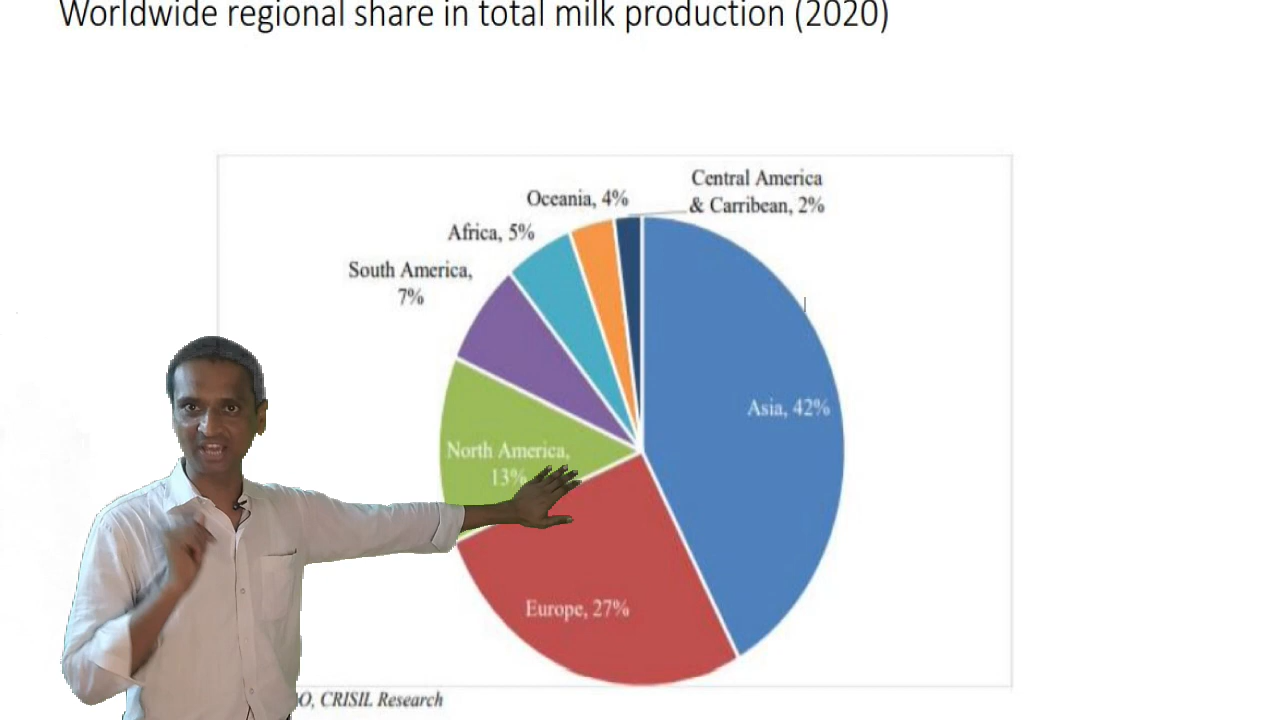 Worldwide regional share in total milk production (2020)
Central America
& Carribean, 2%
Oceania, 4%
Africa, 5%
South America,
7%
Asia, 42%
North America,
13%
Europe, 27%
O, CRISIL Research